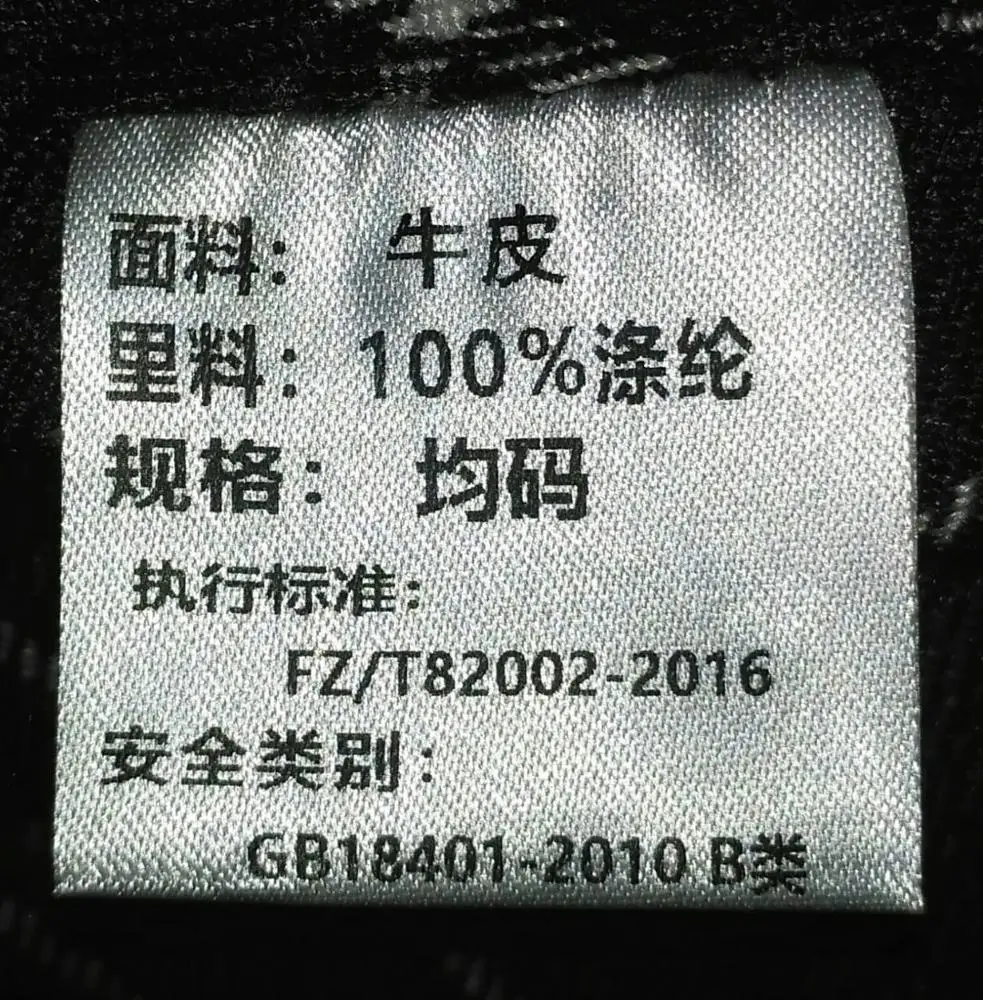 面料: 牛皮
里料: 100%涤纶
规格: 均码
执行标准:
FZ/T82002-2016
安全类别:
GB18401-2010 B类